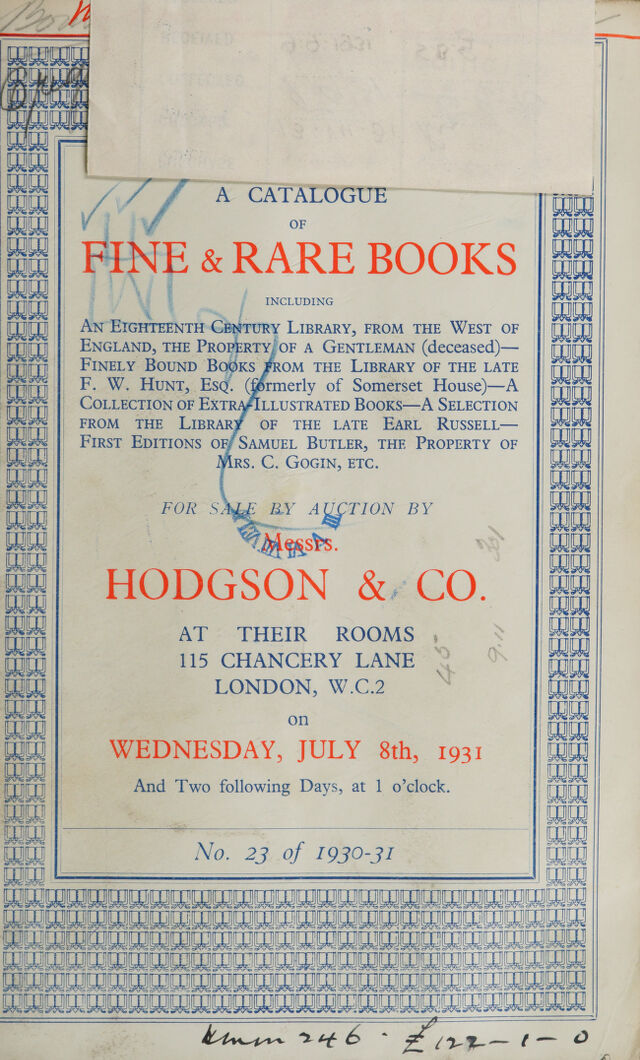 A CATALOGUE
OF
FINE & RARE BOOKS
INCLUDING
AN EIGHTEENTH CENTURY LIBRARY, FROM THE WEST OF
ENGLAND, THE PROPERTY OF A GENTLEMAN (deceased)—
FINELY BOUND BOOKS FROM THE LIBRARY OF THE LATE
F. W. HUNT, ESQ. (formerly of Somerset House)—A
COLLECTION OF EXTRA-ILLUSTRATED BOOKS—A SELECTION
FROM THE LIBRARY OF THE LATE EARL RUSSELL—
FIRST EDITIONS OF SAMUEL BUTLER, THE PROPERTY OF
MRS. C. GOGIN, ETC.
FOR SALE BY AUCTION BY
Messrs.
HODGSON & CO.
AT THEIR ROOMS
115 CHANCERY LANE
LONDON, W.C.2
on
WEDNESDAY, JULY 8th, 1931
And Two following Days, at 1 o'clock.
No. 23 of 1930-31
246 . £122-1-0